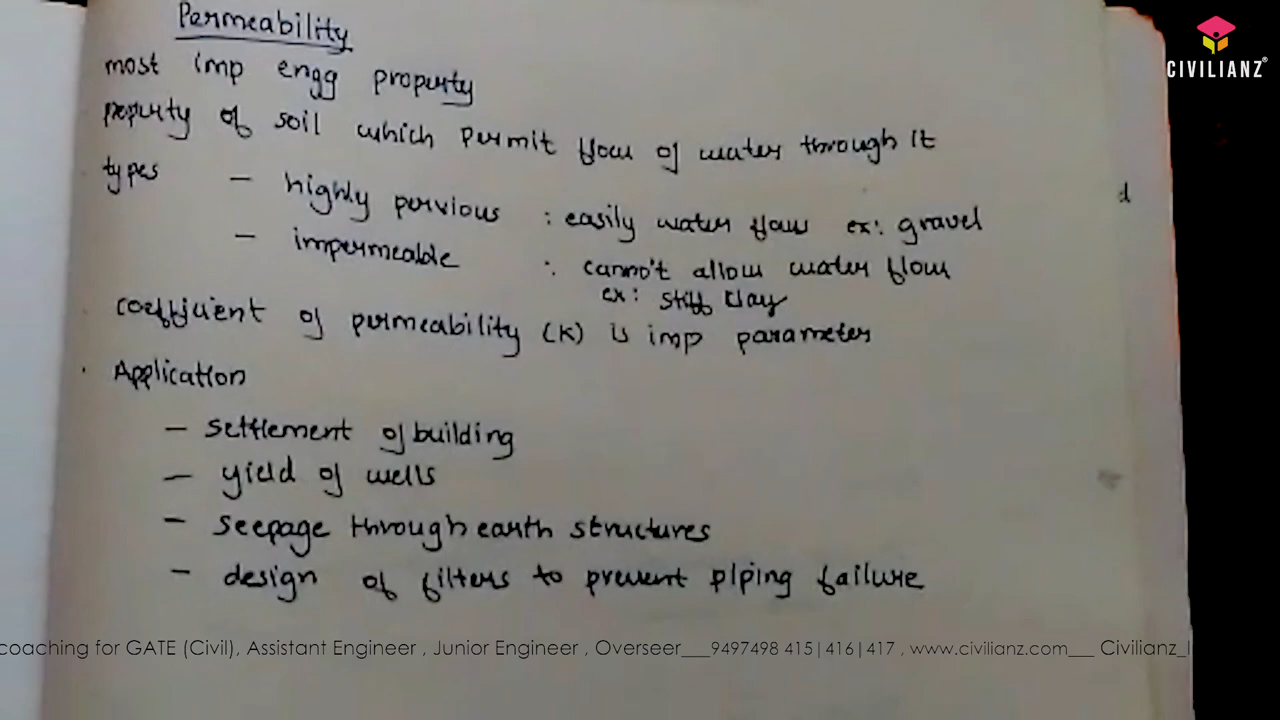 Permeability
most imp engg property
property of soil which permit flow of water through it
types - highly pervious : easily water flow ex: gravel
- impermeable : cannot allow water flow
ex: stiff clay
coefficient of permeability (K) is imp parameter
Application
- settlement of building
- yield of wells
- seepage through earth structures
- design of filters to prevent piping failure
CIVILIANZ®
d
coaching for GATE (Civil), Assistant Engineer , Junior Engineer , Overseer___9497498 415|416|417 , www.civilianz.com___ Civilianz_I